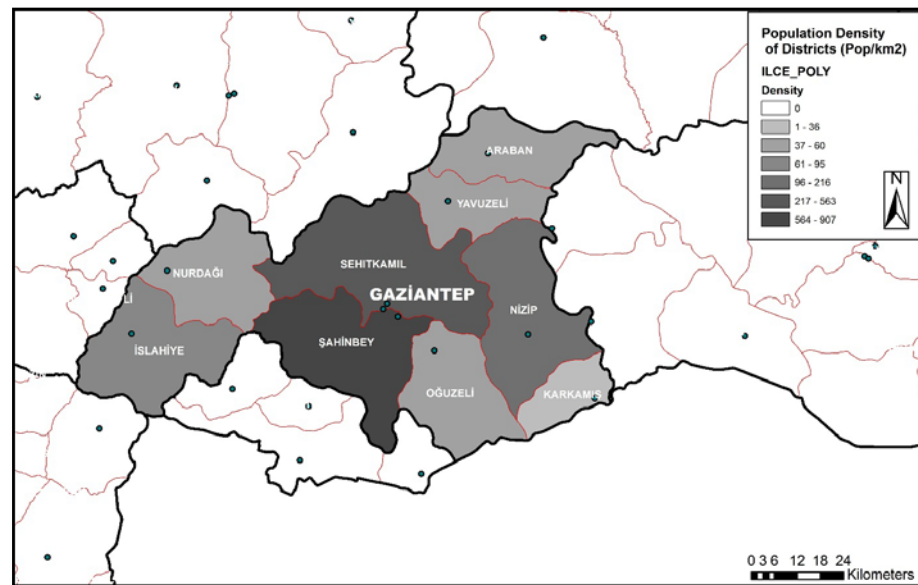 Population Density
of Districts (Pop/km2)
ILCE_POLY
Density
0
1 - 36
37 - 60
61 - 95
96 - 216
217 - 563
564 - 907
N
ARABAN
YAVUZELİ
NURDAĞI
SEHITKAMIL
GAZİANTEP
NİZİP
Lİ
ŞAHİNBEY
İSLAHİYE
OĞUZELİ
KARKAMIŞ
0 3 6 12 18 24
Kilometers